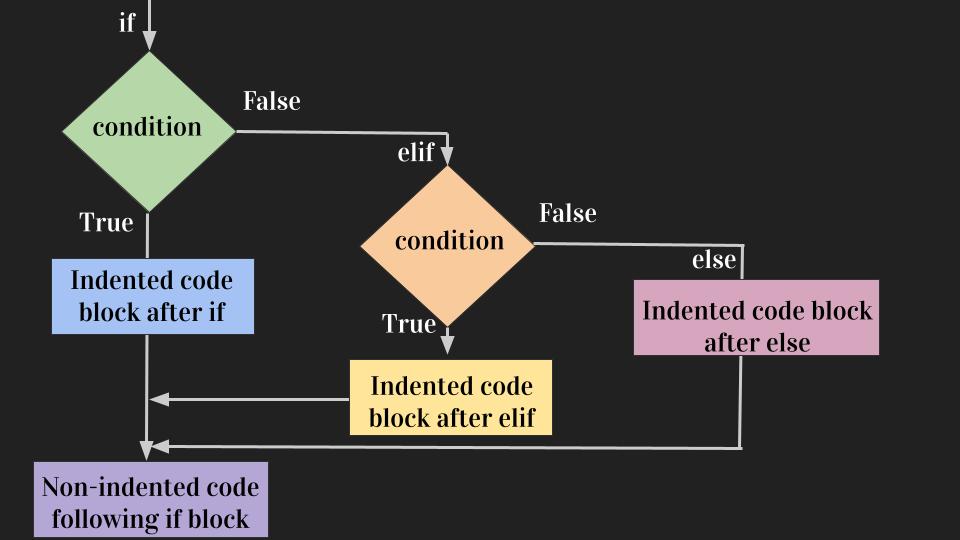 if
condition
False
elif
True
condition
False
else
Indented code
block after if
Indented code block
after else
True
Indented code
block after elif
Non-indented code
following if block